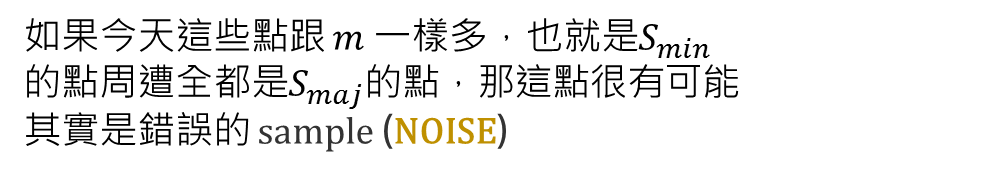 如果今天這些點跟 m 一樣多，也就是Smin
的點周遭全都是Smaj的點，那這點很有可能
其實是錯誤的 sample (NOISE)